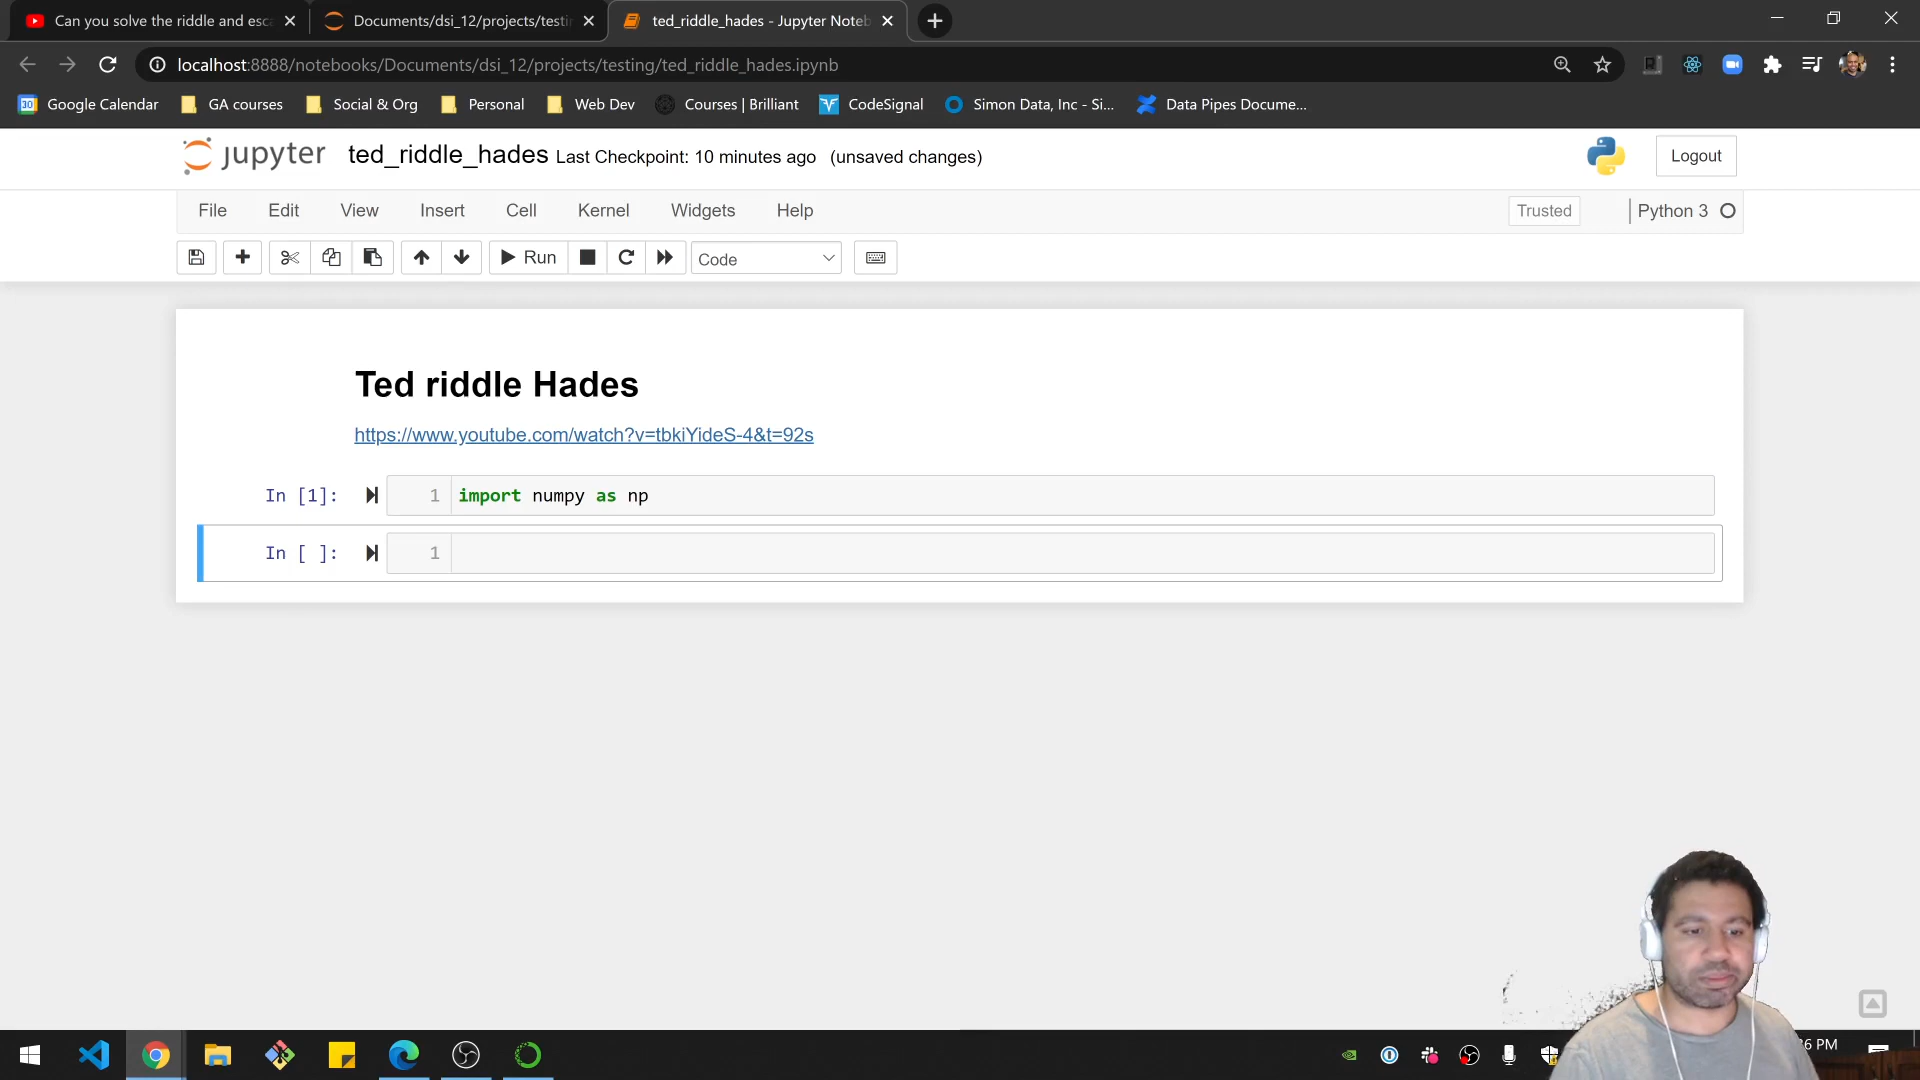 Can you solve the riddle and esca
Documents/dsi_12/projects/testin
ted_riddle_hades - Jupyter Noteb
localhost:8888/notebooks/Documents/dsi_12/projects/testing/ted_riddle_hades.ipynb
30 Google Calendar
GA courses
Social & Org
Personal
Web Dev
Courses | Brilliant
CodeSignal
Simon Data, Inc - Si...
Data Pipes Docume...
jupyter ted_riddle_hades Last Checkpoint: 10 minutes ago (unsaved changes)
Logout
File Edit View Insert Cell Kernel Widgets Help
Trusted
Python 3
Run
Code
Ted riddle Hades
https://www.youtube.com/watch?v=tbkiYideS-4&t=92s
In [1]: 1 import numpy as np
In [ ]: 1
6 PM